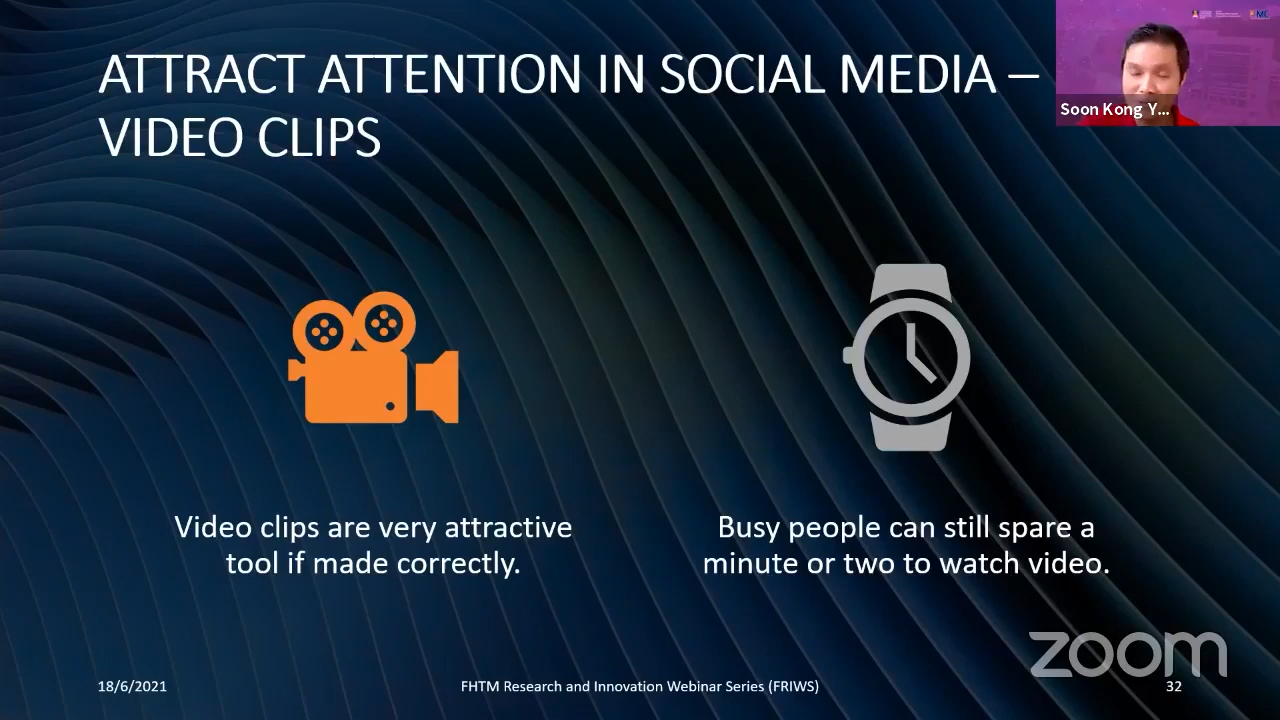 ATTRACT ATTENTION IN SOCIAL MEDIA –
VIDEO CLIPS
Soon Kong Y...
Video clips are very attractive
tool if made correctly.
Busy people can still spare a
minute or two to watch video.
zoom
18/6/2021
FHTM Research and Innovation Webinar Series (FRIWS)
32